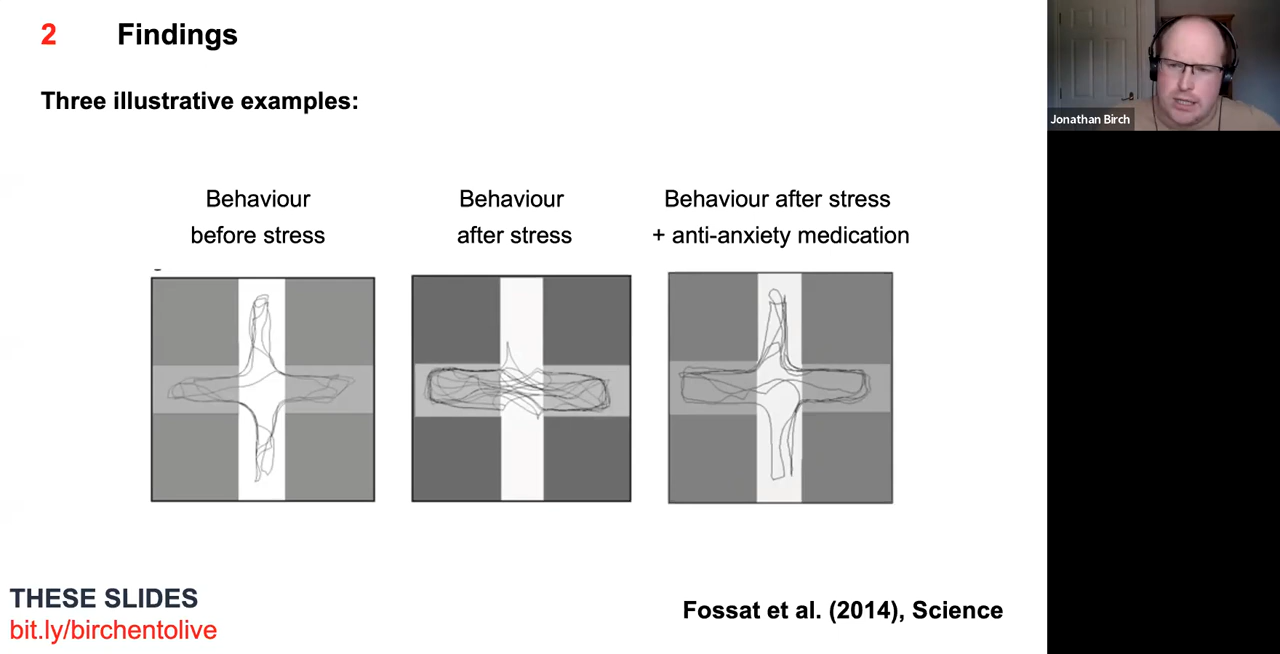 2 Findings
Three illustrative examples:
Behaviour
before stress
Behaviour
after stress
Behaviour after stress
+ anti-anxiety medication
THESE SLIDES
bit.ly/birchentolive
Fossat et al. (2014), Science
Jonathan Birch